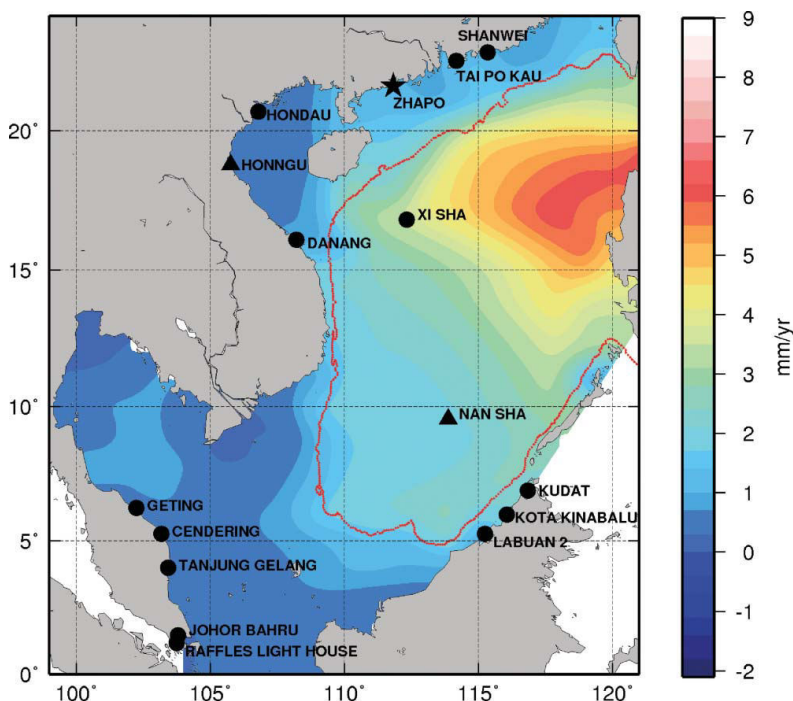 SHANWEI
TAI PO KAU
ZHAPO
HONDAU
HONNGU
XI SHA
DANANG
NAN SHA
KUDAT
GETING
KOTA KINABALU
CENDERING
LABUAN 2
TANJUNG GELANG
JOHOR BAHRU
RAFFLES LIGHT HOUSE
20˚
15˚
10˚
5˚
0˚
100˚
105˚
110˚
115˚
120˚
9
8
7
6
5
4
3
2
1
0
-1
-2
mm/yr